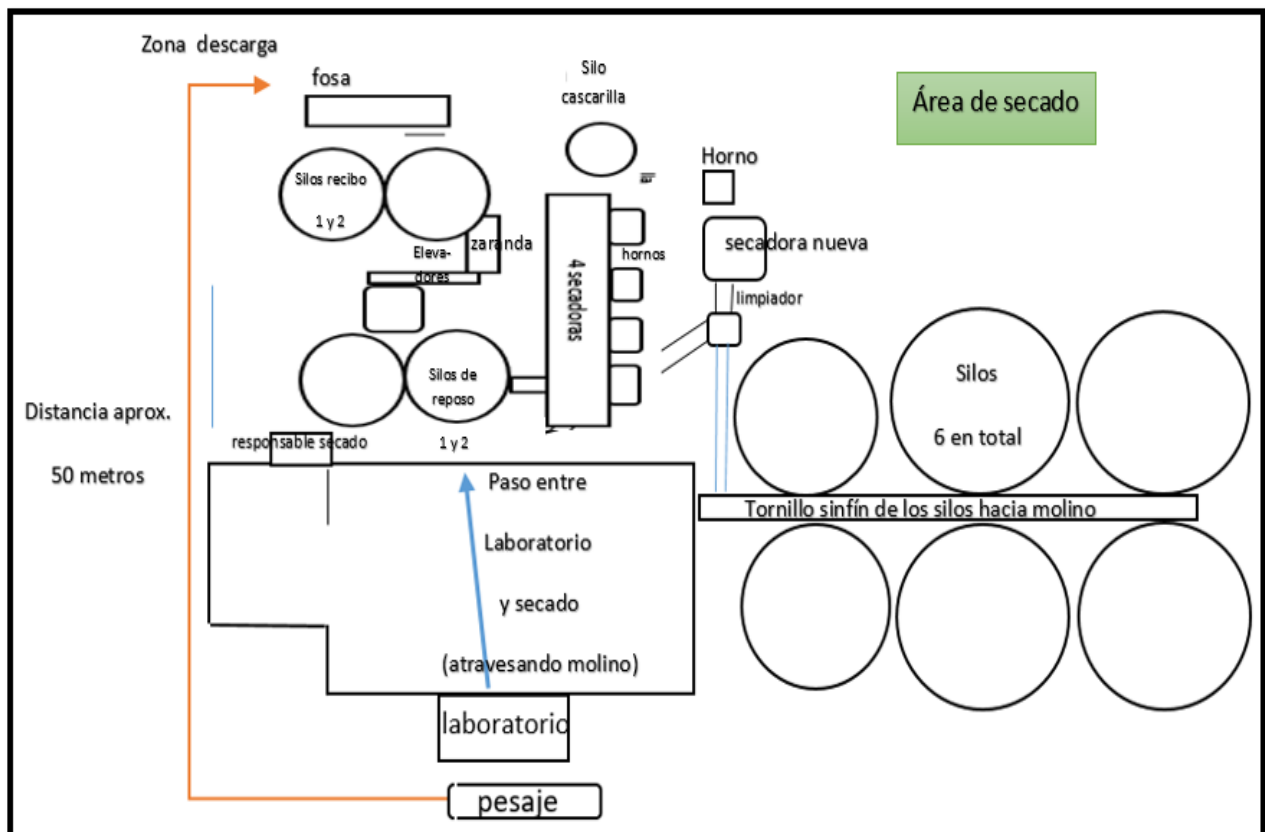 Zona descarga
fosa
Silo
cascarilla
Área de secado
Horno
Silos recibo
1 y 2
zaranda
Eleva-
dores
4 secadoras
hornos
secadora nueva
limpiador
Silos de
reposo
1 y 2
Silos
6 en total
Distancia aprox.
50 metros
responsable secado
Paso entre
Laboratorio
y secado
(atravesando molino)
Tornillo sinfín de los silos hacia molino
laboratorio
pesaje